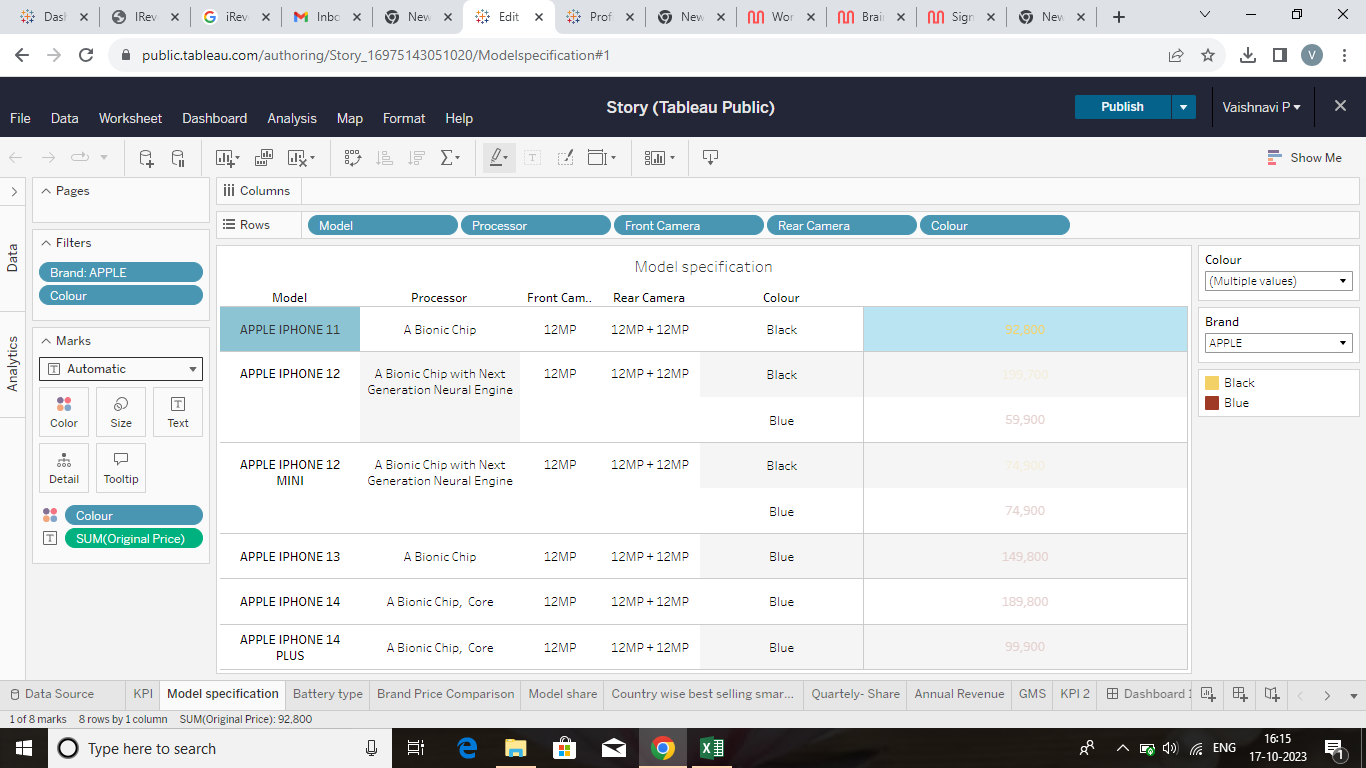 Dasl
IRev
iRev
Inbo
New
Edit
Profi
New
Wor
Brair
Sign
New
public.tableau.com/authoring/Story_16975143051020/Modelspecification#1
V
Story (Tableau Public)
Publish
Vaishnavi P
File Data Worksheet Dashboard Analysis Map Format Help
Show Me
Data
Analytics
Pages
Filters
Brand: APPLE
Colour
Marks
Automatic
Color Size Text
Detail Tooltip
Colour
SUM(Original Price)
Columns
Rows Model Processor Front Camera Rear Camera Colour
Model specification
Model Processor Front Cam.. Rear Camera Colour
APPLE IPHONE 11 A Bionic Chip 12MP 12MP + 12MP Black 92,800
APPLE IPHONE 12 A Bionic Chip with Next 12MP 12MP + 12MP Black 199,700
Generation Neural Engine
Blue 59,900
APPLE IPHONE 12 A Bionic Chip with Next 12MP 12MP + 12MP Black 74,900
MINI Generation Neural Engine
Blue 74,900
APPLE IPHONE 13 A Bionic Chip 12MP 12MP + 12MP Blue 149,800
APPLE IPHONE 14 A Bionic Chip, Core 12MP 12MP + 12MP Blue 189,800
APPLE IPHONE 14 A Bionic Chip, Core 12MP 12MP + 12MP Blue 99,900
PLUS
Colour
(Multiple values)
Brand
APPLE
Black
Blue
Data Source KPI Model specification Battery type Brand Price Comparison Model share Country wise best selling smar... Quartely- Share Annual Revenue GMS KPI 2 Dashboard 1
1 of 8 marks 8 rows by 1 column SUM(Original Price): 92,800
Type here to search
ENG
16:15
17-10-2023
1